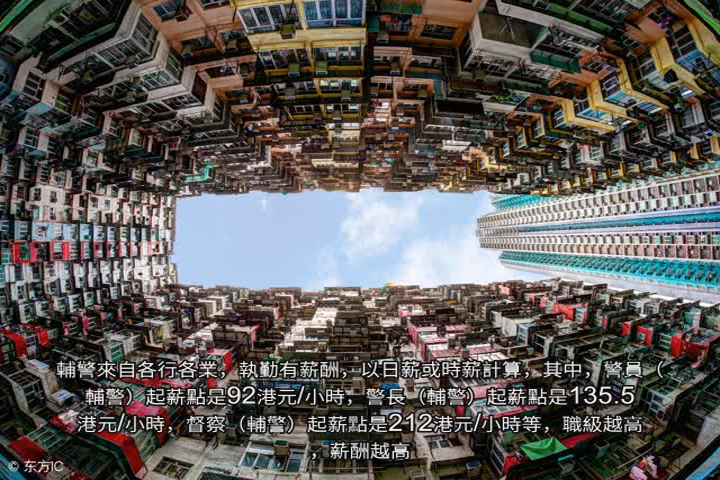 輔警來自各行各業，執勤有薪酬，以日薪或時薪計算，其中，警員（
輔警）起薪點是92港元/小時，警長（輔警）起薪點是135.5
港元/小時，督察（輔警）起薪點是212港元/小時等，職級越高
，薪酬越高
© 东方IC